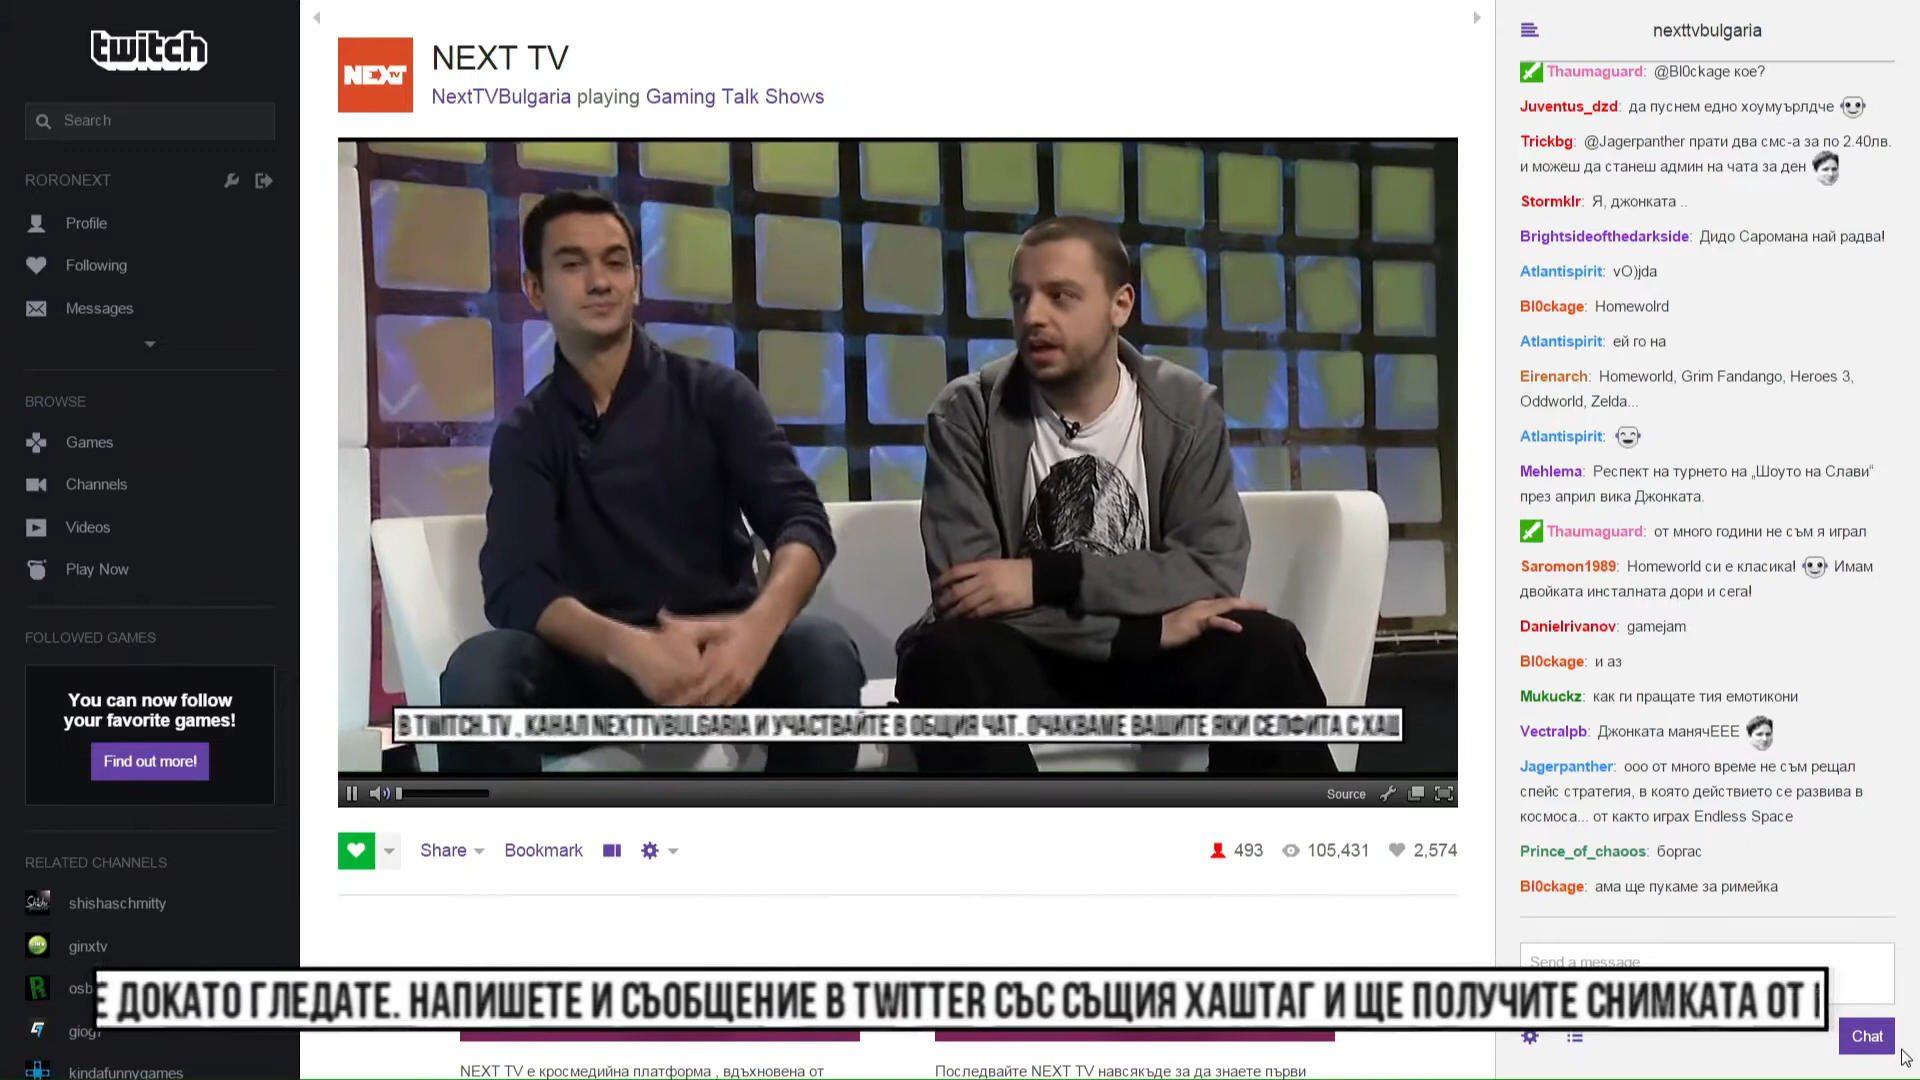 twitch
Search
RORONEXT
Profile
Following
Messages
BROWSE
Games
Channels
Videos
Play Now
FOLLOWED GAMES
You can now follow
your favorite games!
Find out more!
RELATED CHANNELS
shishaschmitty
ginxtv
kindafunnygames
NEXT TV
NEXT TV
NextTVBulgaria playing Gaming Talk Shows
В TWITCH.TV , КАНАЛ NEXTTVBULGARIA И УЧАСТВАЙТЕ В ОБЩИЯ ЧАТ. ОЧАКВАМЕ ВАШИТЕ ЯКИ СЕЛФИТА С ХАШ
Source
Share
Bookmark
493
105,431
2,574
NEXT TV е кросмедийна платформа , вдъхновена от
Последвайте NEXT TV навсякъде за да знаете първи
nexttvbulgaria
Thaumaguard: @Bl0ckage кое?
Juventus_dzd: да пуснем едно хоумуърлдче
Trickbg: @Jagerpanther прати два смс-а за по 2.40лв.
и можеш да станеш админ на чата за ден
Stormklr: Я, джонката ..
Brightsideofthedarkside: Дидо Саромана най радва!
Atlantispirit: vO)jda
Bl0ckage: Homewolrd
Atlantispirit: ей го на
Eirenarch: Homeworld, Grim Fandango, Heroes 3,
Oddworld, Zelda...
Atlantispirit:
Mehlema: Респект на турнето на „Шоуто на Слави“
през април вика Джонката.
Thaumaguard: от много години не съм я играл
Saromon1989: Homeworld си е класика! Имам
двойката инсталната дори и сега!
Danielrivanov: gamejam
Bl0ckage: и аз
Mukuckz: как ги пращате тия емотикони
Vectralpb: Джонката манячЕЕЕ
Jagerpanther: ооо от много време не съм рещал
спейс стратегия, в която действието се развива в
космоса... от както играх Endless Space
Prince_of_chaoos: боргас
Bl0ckage: ама ще пукаме за римейка
Send a message
Е ДОКАТО ГЛЕДАТЕ. НАПИШЕТЕ И СЪОБЩЕНИЕ В TWITTER СЪС СЪЩИЯ ХАШТАГ И ЩЕ ПОЛУЧИТЕ СНИМКАТА ОТ
Chat